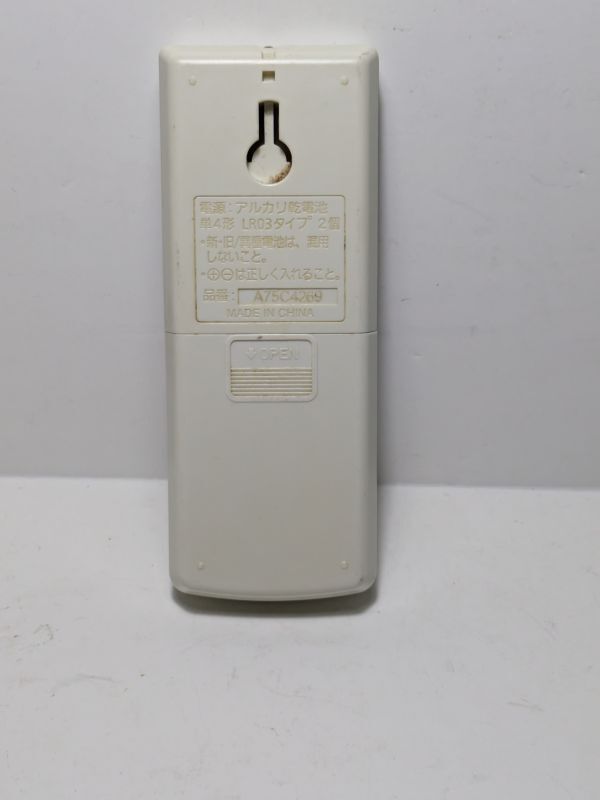 電源：アルカリ乾電池
単4形 LR03タイプ 2個
・新・旧/異量電池は、混用
しないこと。
・⊕⊖は正しく入れること。
品番： A75C4269
MADE IN CHINA
OPEN